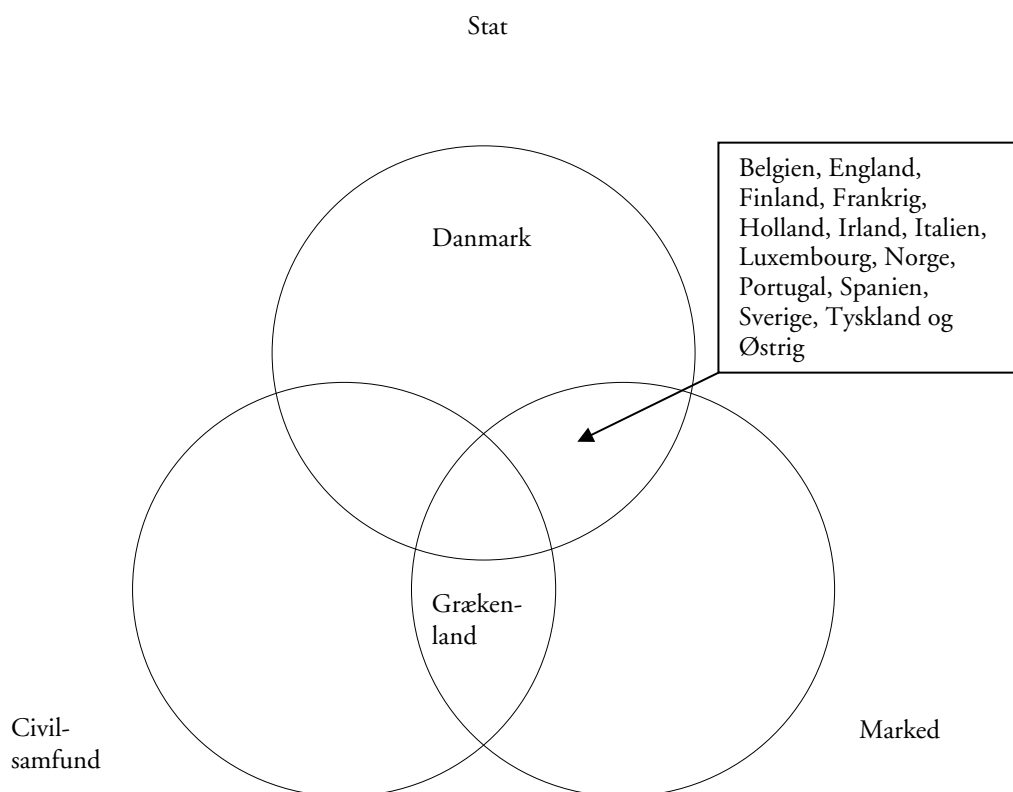 Stat
Belgien, England,
Finland, Frankrig,
Holland, Irland, Italien,
Luxembourg, Norge,
Portugal, Spanien,
Sverige, Tyskland og
Østrig
Danmark
Græken-
land
Civil-
samfund
Marked